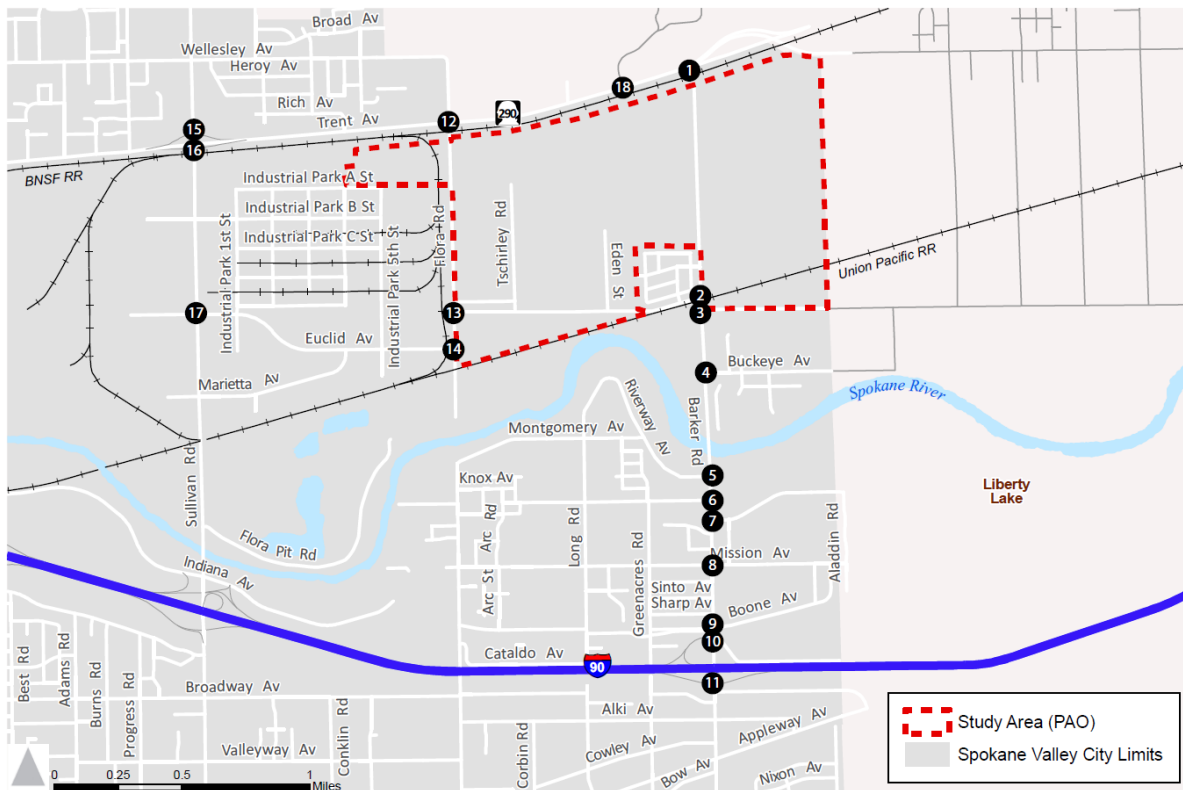 Broad Av
Wellesley Av
Heroy Av
Rich Av
Trent Av
290
1
18
12
15
16
BNSF RR
Industrial Park A St
Industrial Park B St
Industrial Park C St
Industrial Park 1st St
Industrial Park 5th St
Flora Rd
Tschirley Rd
Eden St
Union Pacific RR
2
3
17
13
14
Euclid Av
Marietta Av
4
Buckeye Av
Spokane River
Riverway Av
Barker Rd
Montgomery Av
Sullivan Rd
Knox Av
5
6
7
Liberty
Lake
Flora Pit Rd
Arc St
Arc Rd
Long Rd
Greenacres Rd
Mission Av
8
Aladdin Rd
Indiana Av
Sinto Av
Sharp Av
Boone Av
9
10
Cataldo Av
90
11
Best Rd
Adams Rd
Burns Rd
Progress Rd
Broadway Av
Conklin Rd
Alki Av
Appleway Av
Corbin Rd
Cowley Av
Bow Av
Nixon Av
Valleyway Av
Study Area (PAO)
Spokane Valley City Limits
0 0.25 0.5 1
Miles